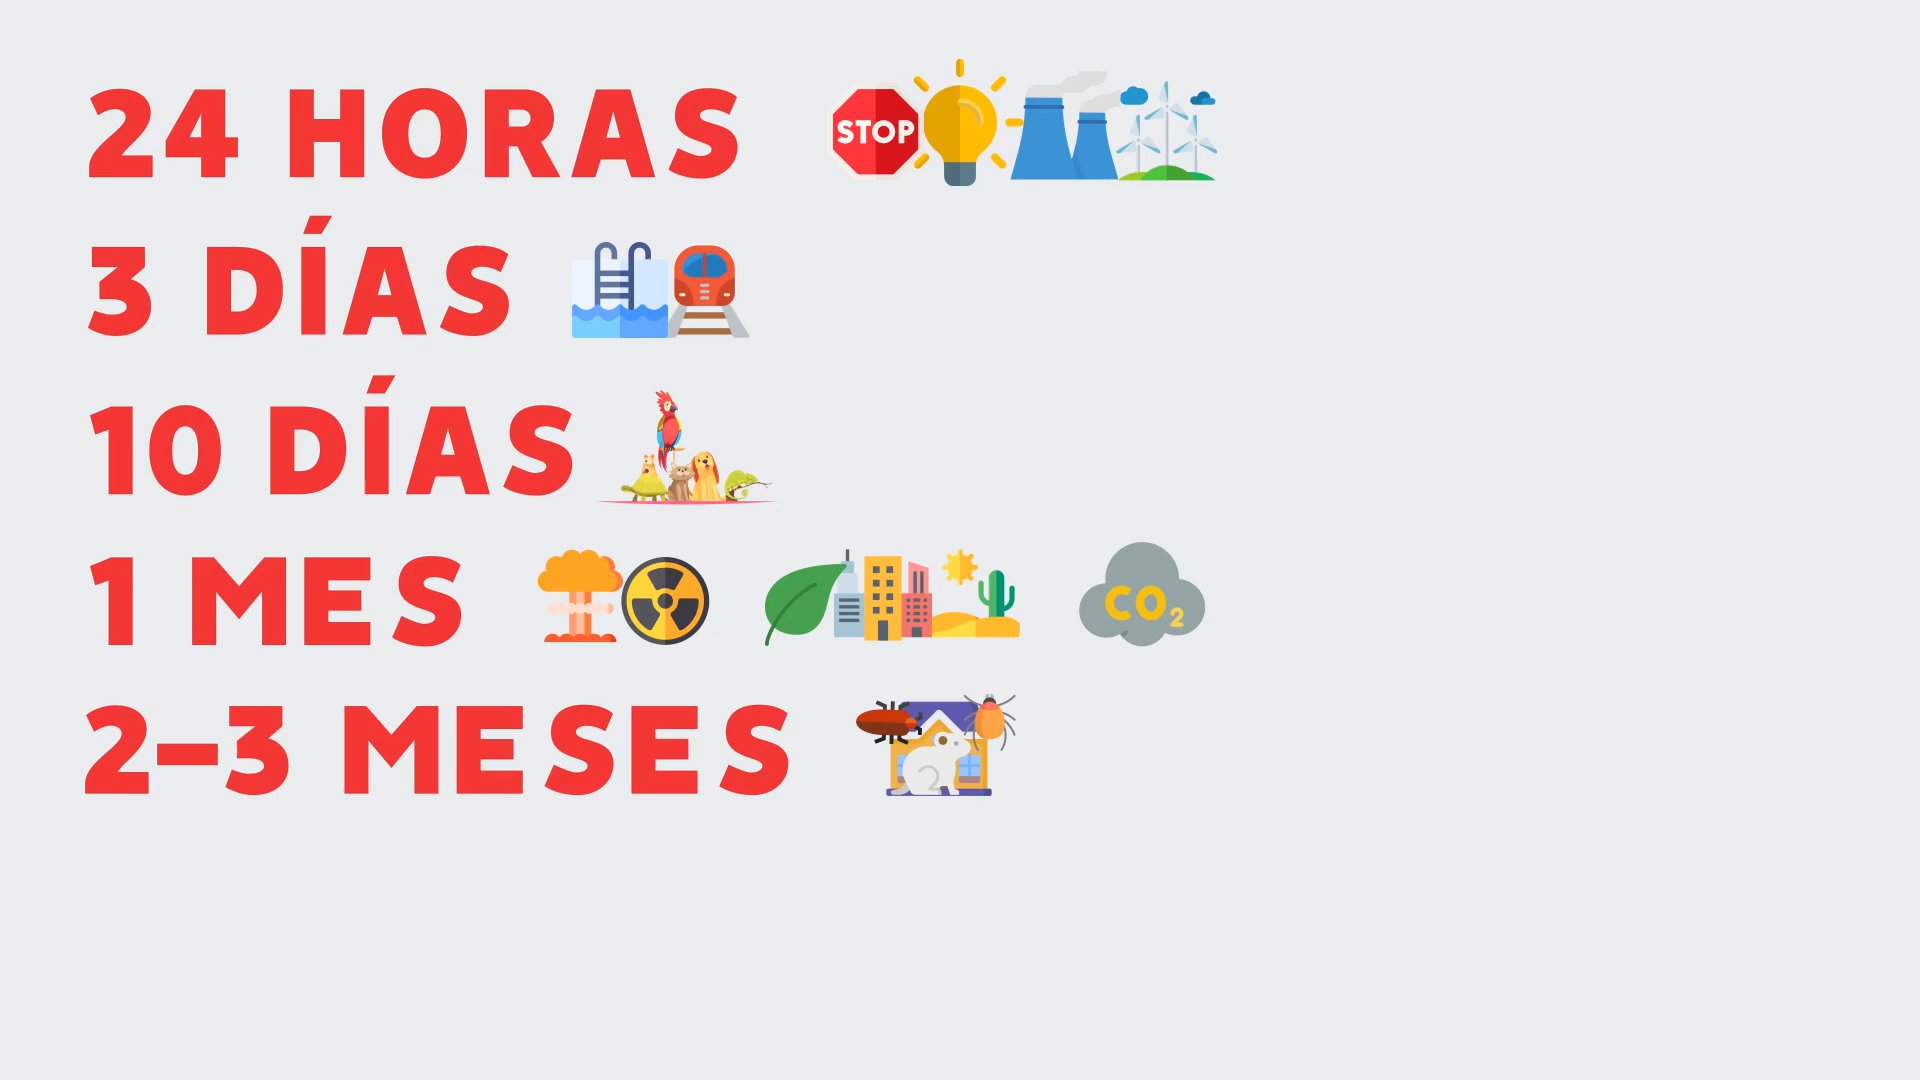 24 HORAS STOP
3 DÍAS
10 DÍAS
1 MES CO₂
2-3 MESES